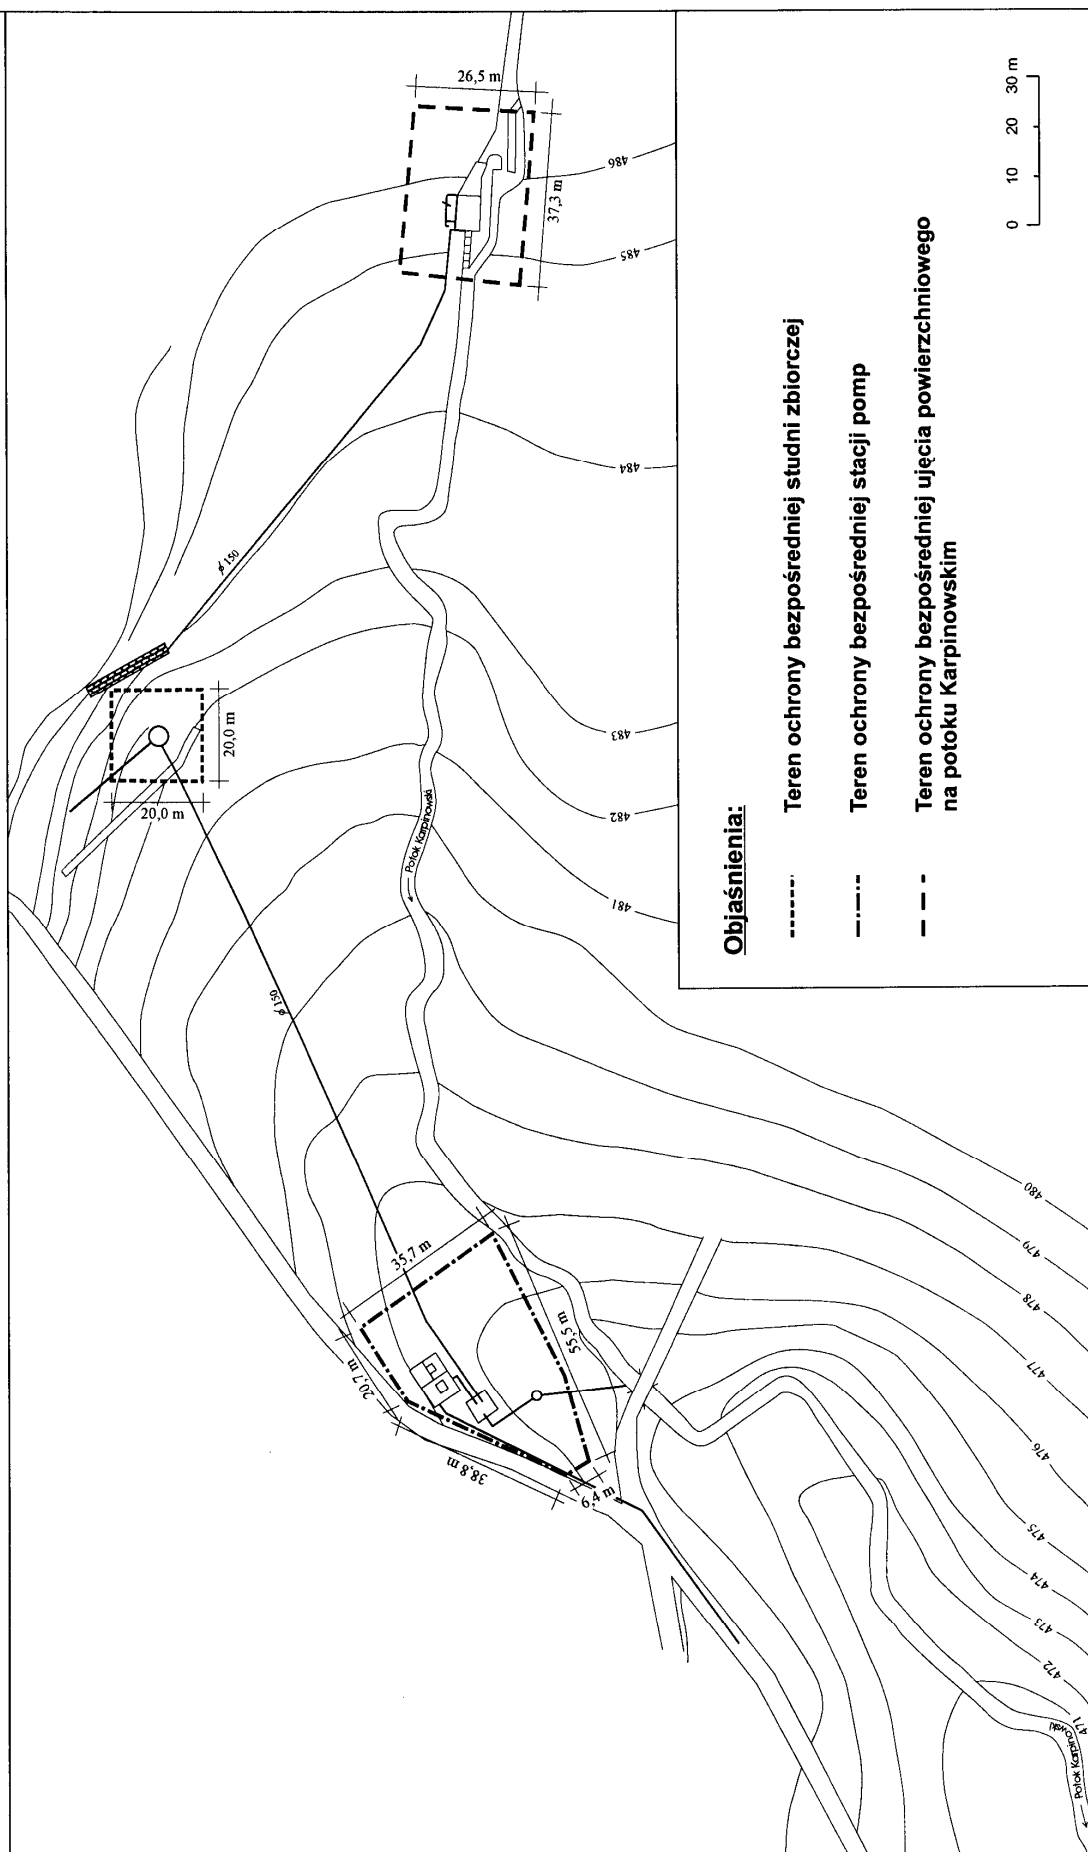 26,5 m
37,3 m
486
485
484
ϕ 150
20,0 m
20,0 m
483
482
481
Potok Karpinowski
ϕ 150
35,7 m
20,7 m
38,8 m
55,5 m
6,4 m
480
479
478
477
476
475
474
473
472
471
Potok Karpinowski
Objaśnienia:
Teren ochrony bezpośredniej studni zbiorczej
Teren ochrony bezpośredniej stacji pomp
Teren ochrony bezpośredniej ujęcia powierzchniowego
na potoku Karpinowskim
0 10 20 30 m